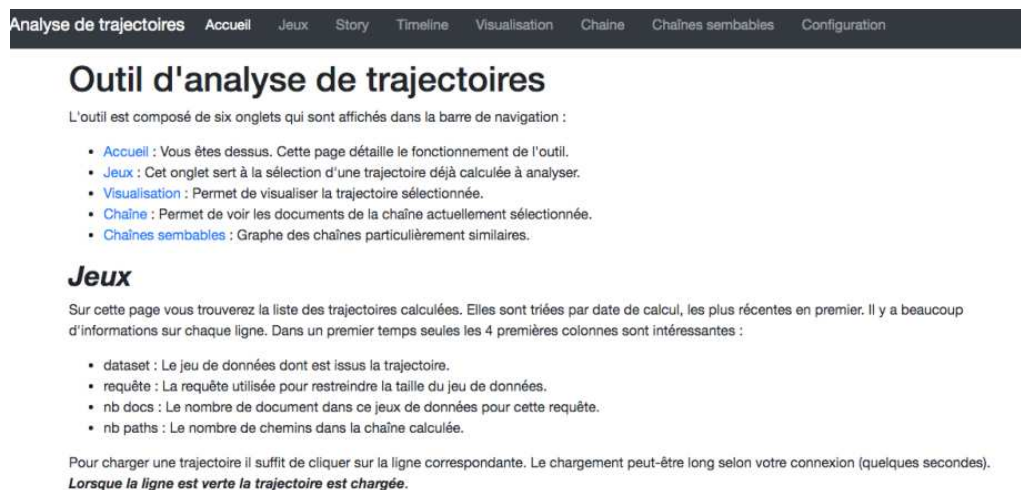 Analyse de trajectoires Accueil Jeux Story Timeline Visualisation Chaine Chaînes sembables Configuration
Outil d'analyse de trajectoires
L'outil est composé de six onglets qui sont affichés dans la barre de navigation :
• Accueil : Vous êtes dessus. Cette page détaille le fonctionnement de l'outil.
• Jeux : Cet onglet sert à la sélection d'une trajectoire déjà calculée à analyser.
• Visualisation : Permet de visualiser la trajectoire sélectionnée.
• Chaîne : Permet de voir les documents de la chaîne actuellement sélectionnée.
• Chaînes sembables : Graphe des chaînes particulièrement similaires.
Jeux
Sur cette page vous trouverez la liste des trajectoires calculées. Elles sont triées par date de calcul, les plus récentes en premier. Il y a beaucoup
d'informations sur chaque ligne. Dans un premier temps seules les 4 premières colonnes sont intéressantes :
• dataset : Le jeu de données dont est issus la trajectoire.
• requête : La requête utilisée pour restreindre la taille du jeu de données.
• nb docs : Le nombre de document dans ce jeux de données pour cette requête.
• nb paths : Le nombre de chemins dans la chaîne calculée.
Pour charger une trajectoire il suffit de cliquer sur la ligne correspondante. Le chargement peut-être long selon votre connexion (quelques secondes).
Lorsque la ligne est verte la trajectoire est chargée.